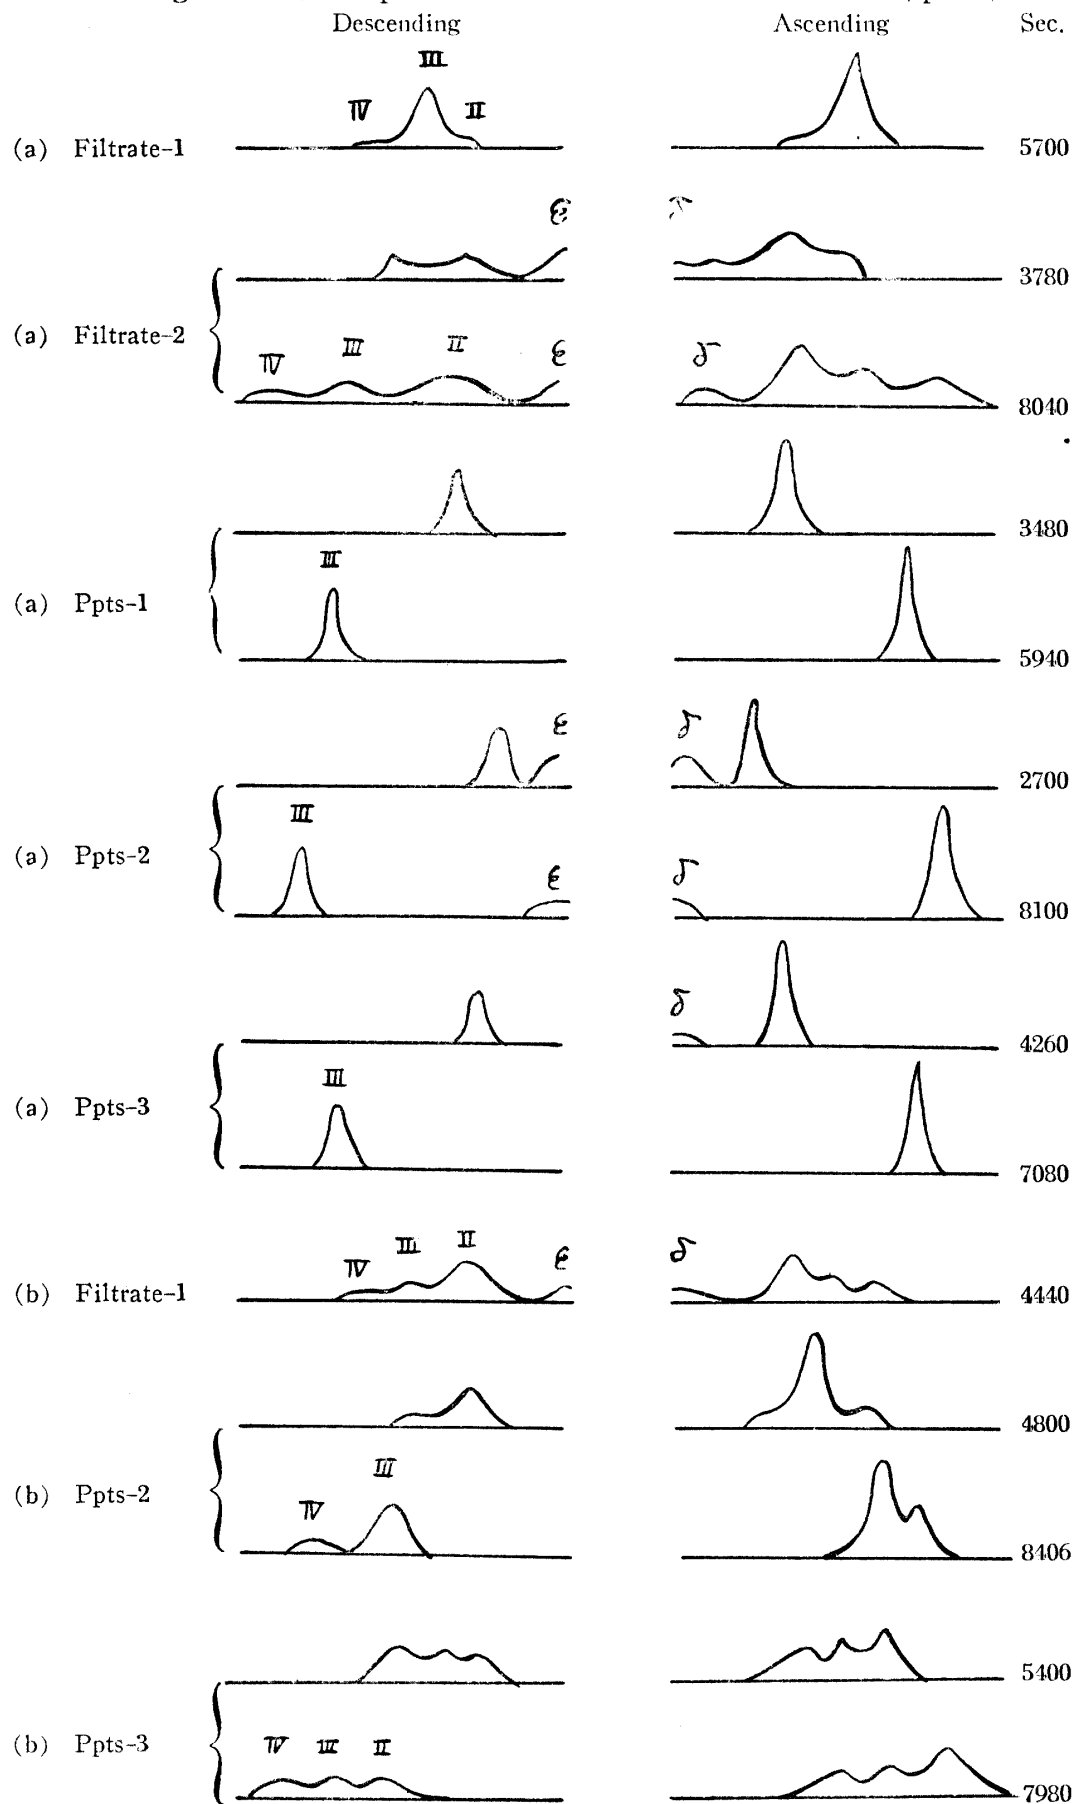 Descending Ascending Sec.
III
IV II
(a) Filtrate-1 5700
ε
3780
(a) Filtrate-2
IV III II ε δ
8040
3480
III
(a) Ppts-1
5940
ε δ
2700
III
(a) Ppts-2
ε δ
8100
δ
4260
III
(a) Ppts-3
7080
IV III II ε δ
(b) Filtrate-1 4440
4800
III
(b) Ppts-2 IV
8406
5400
(b) Ppts-3 IV III II
7980